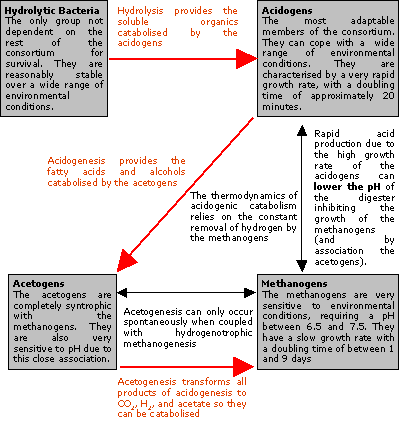 Hydrolytic Bacteria
The only group not
dependent on the
rest of the
consortium for
survival. They are
reasonably stable
over a wide range of
environmental
conditions.
Hydrolysis provides the
soluble organics
catabolised by the
acidogens
Acidogens
The most adaptable
members of the consortium.
They can cope with a wide
range of environmental
conditions. They are
characterised by a very rapid
growth rate, with a doubling
time of approximately 20
minutes.
Acidogenesis provides the
fatty acids and alcohols
catabolised by the acetogens
Rapid acid
production due to
the high growth
rate of the
acidogens can
lower the pH of
the digester
inhibiting the
growth of the
methanogens
(and by
association the
acetogens).
The thermodynamics of
acidogenic catabolism
relies on the constant
removal of hydrogen by
the methanogens
Acetogens
The acetogens are
completely syntrophic
with the
methanogens. They
are also very
sensitive to pH due to
this close association.
Acetogenesis can only occur
spontaneously when coupled
with hydrogenotrophic
methanogenesis
Methanogens
The methanogens are very
sensitive to environmental
conditions, requiring a pH
between 6.5 and 7.5. They
have a slow growth rate with
a doubling time of between 1
and 9 days
Acetogenesis transforms all
products of acidogenesis to
CO2, H2, and acetate so they
can be catabolised